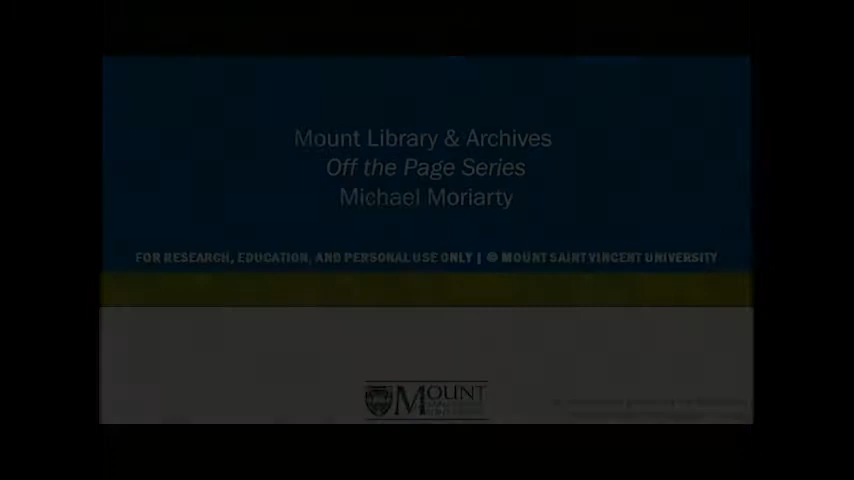 Mount Library & Archives
Off the Page Series
Michael Moriarty
FOR RESEARCH, EDUCATION, AND PERSONAL USE ONLY | © MOUNT SAINT VINCENT UNIVERSITY
MOUNT